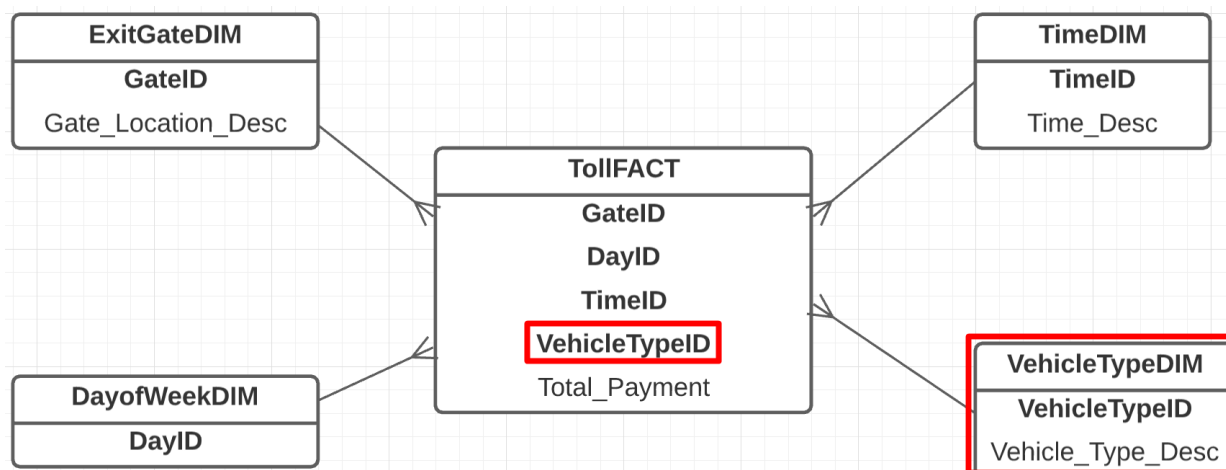 ExitGateDIM
GateID
Gate_Location_Desc
TimeDIM
TimeID
Time_Desc
TollFACT
GateID
DayID
TimeID
VehicleTypeID
Total_Payment
DayofWeekDIM
DayID
VehicleTypeDIM
VehicleTypeID
Vehicle_Type_Desc